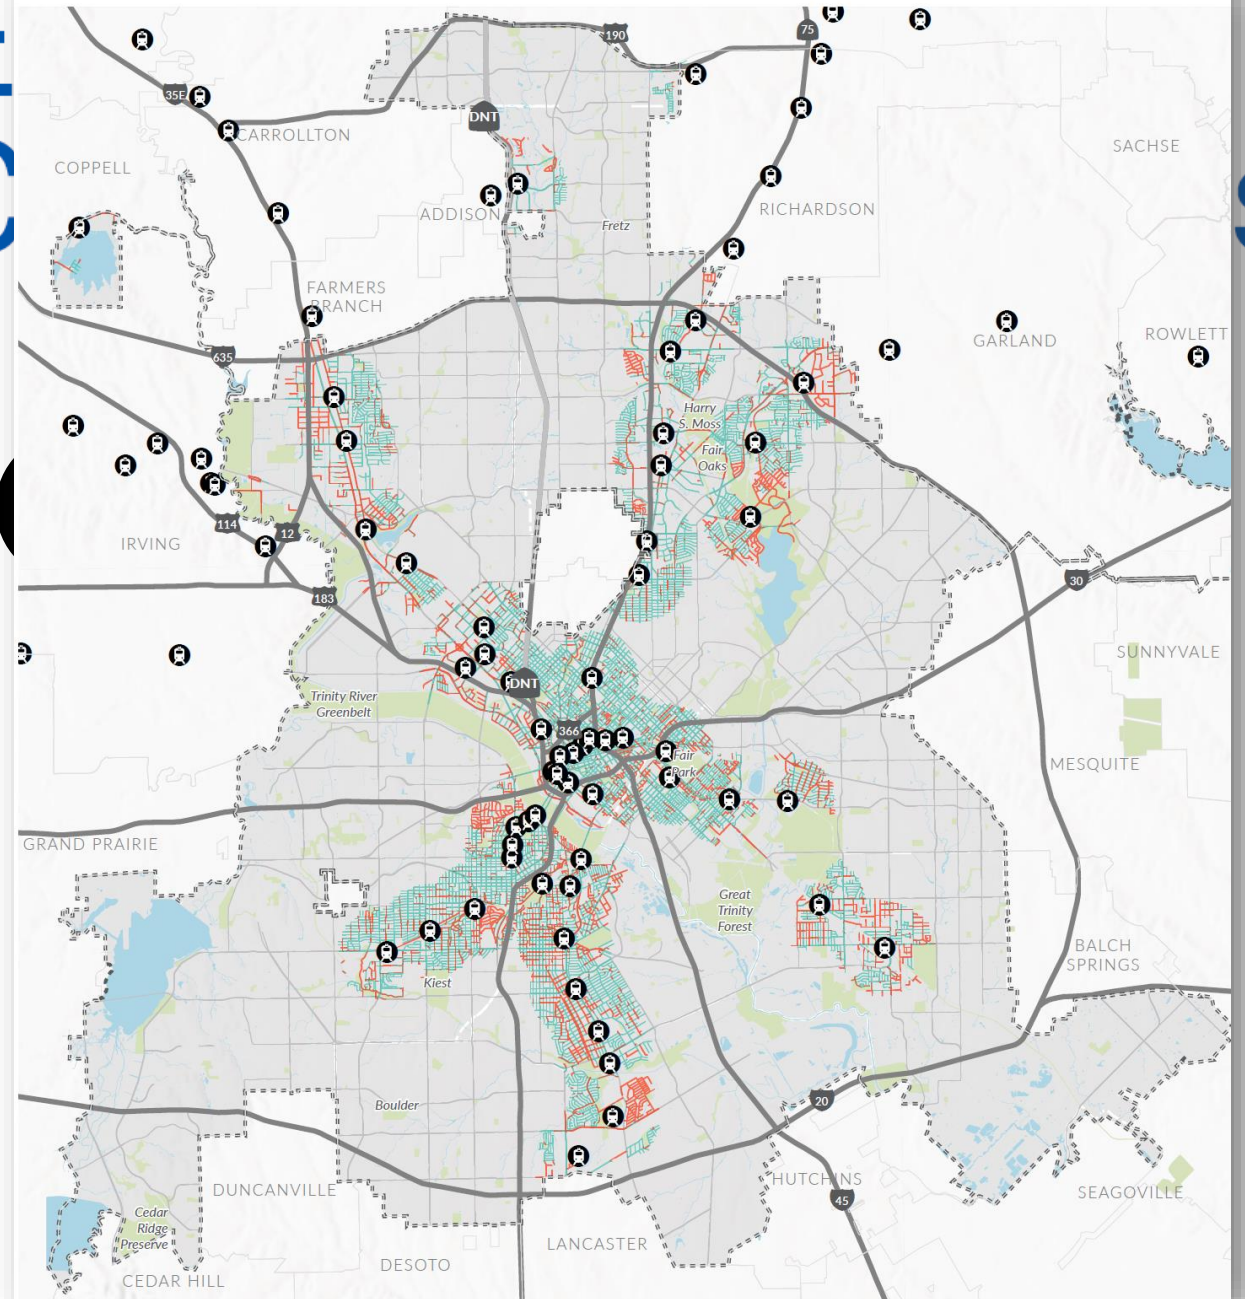 190
75
35E
CARROLLTON
DNT
COPPELL
SACHSE
ADDISON
RICHARDSON
Fretz
FARMERS
BRANCH
GARLAND
ROWLETT
635
Harry
S. Moss
Fair
Oaks
114
12
IRVING
30
183
SUNNYVALE
DNT
Trinity River
Greenbelt
366
Fair
Park
MESQUITE
GRAND PRAIRIE
Great
Trinity
Forest
BALCH
SPRINGS
Kiest
Boulder
20
DUNCANVILLE
HUTCHINS
45
SEAGOVILLE
Cedar
Ridge
Preserve
LANCASTER
DESOTO
CEDAR HILL